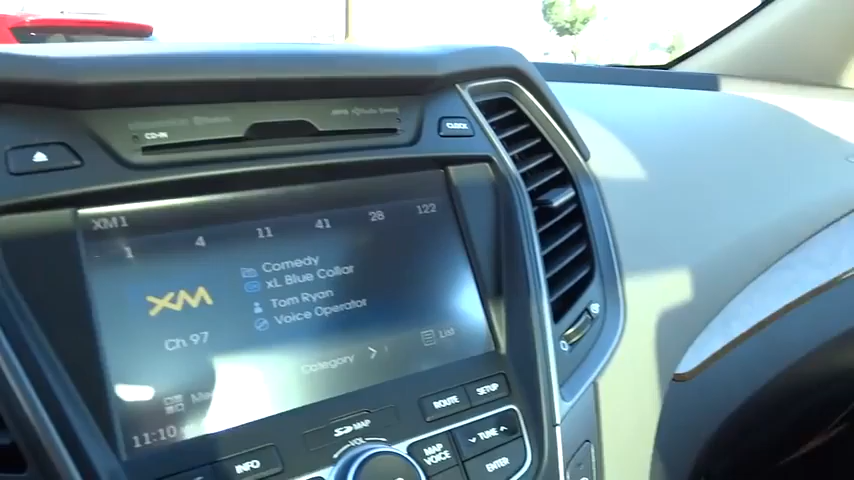 CD-IN
CLOCK
XM1
1 4 11 41 28 122
XM
Comedy
xL Blue Collar
Tom Ryan
Voice Operator
Ch 97
Category
List
11:10
ROUTE
SETUP
SD MAP
VOL
MAP VOICE
TUNE
INFO
ENTER